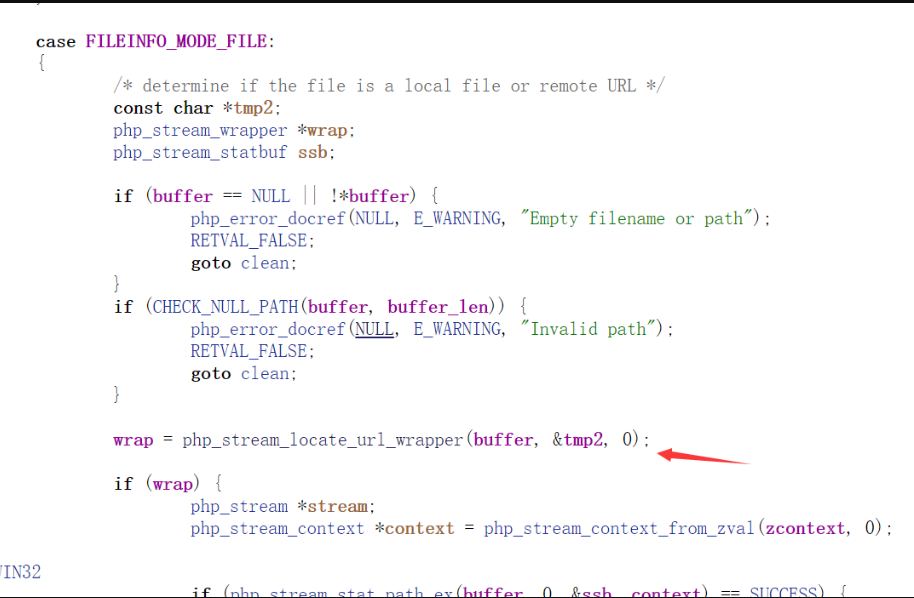 case FILEINFO_MODE_FILE:
{
/* determine if the file is a local file or remote URL */
const char *tmp2;
php_stream_wrapper *wrap;
php_stream_statbuf ssb;
if (buffer == NULL || !*buffer) {
php_error_docref(NULL, E_WARNING, "Empty filename or path");
RETVAL_FALSE;
goto clean;
}
if (CHECK_NULL_PATH(buffer, buffer_len)) {
php_error_docref(NULL, E_WARNING, "Invalid path");
RETVAL_FALSE;
goto clean;
}
wrap = php_stream_locate_url_wrapper(buffer, &tmp2, 0);
if (wrap) {
php_stream *stream;
php_stream_context *context = php_stream_context_from_zval(zcontext, 0);
IN32
if (php_stream_stat_path_ex(buffer, 0, &ssb, context) == SUCCESS) {